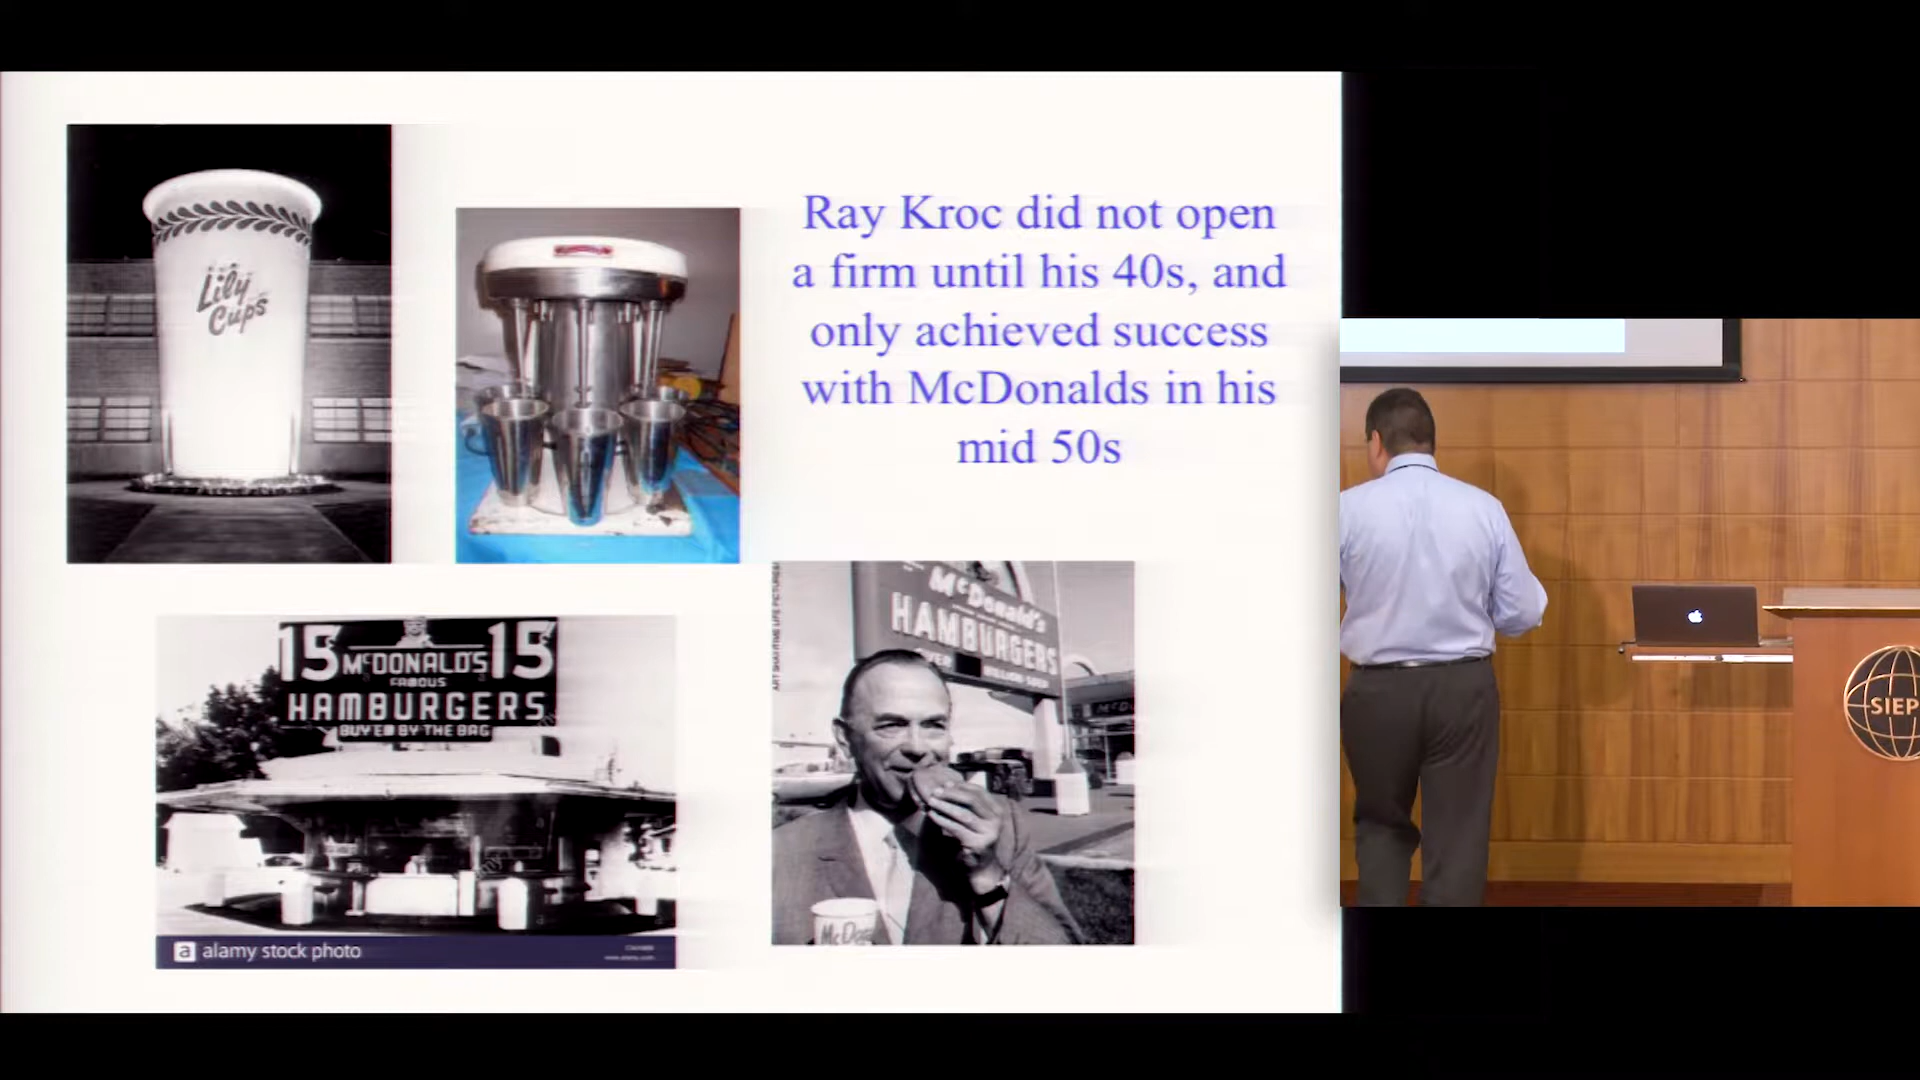 Lily
Cups
Ray Kroc did not open
a firm until his 40s, and
only achieved success
with McDonalds in his
mid 50s
McDonald's
HAMBURGERS
15 15
McDONALD'S
FAMOUS
HAMBURGERS
BUY'EM BY THE BAG
a alamy stock photo
SIEP